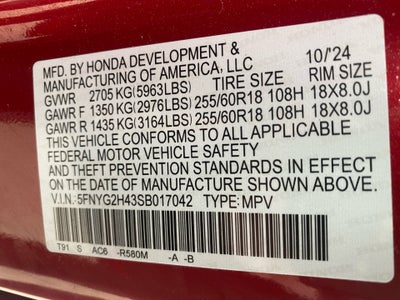 MFD. BY HONDA DEVELOPMENT & 10/'24
MANUFACTURING OF AMERICA, LLC
GVWR 2705 KG(5963LBS) TIRE SIZE RIM SIZE
GAWR F 1350 KG(2976LBS) 255/60R18 108H 18X8.0J
GAWR R 1435 KG(3164LBS) 255/60R18 108H 18X8.0J
THIS VEHICLE CONFORMS TO ALL APPLICABLE
FEDERAL MOTOR VEHICLE SAFETY
AND THEFT PREVENTION STANDARDS IN EFFECT
ON THE DATE OF MANUFACTURE SHOWN ABOVE.
V.I.N. 5FNYG2H43SB017042 TYPE: MPV
T91 S AC6 -R580M -A -B